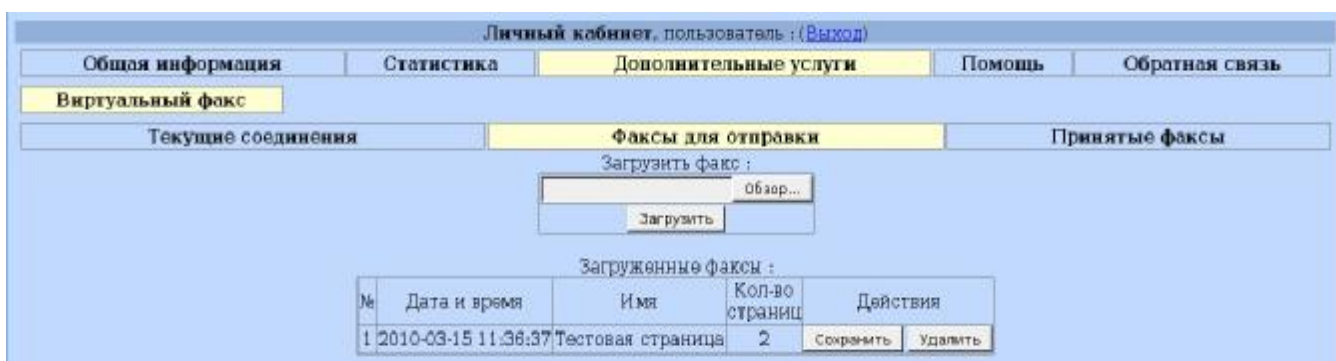 Личный кабинет, пользователь : (Выход)
Общая информация Статистика Дополнительные услуги Помощь Обратная связь
Виртуальный факс
Текущие соединения Факсы для отправки Принятые факсы
Загрузить факс :
Обзор...
Загрузить
Загруженные факсы :
№ Дата и время Имя Кол-во страниц Действия
1 2010-03-15 11:36:37 Тестовая страница 2 Сохранить Удалить